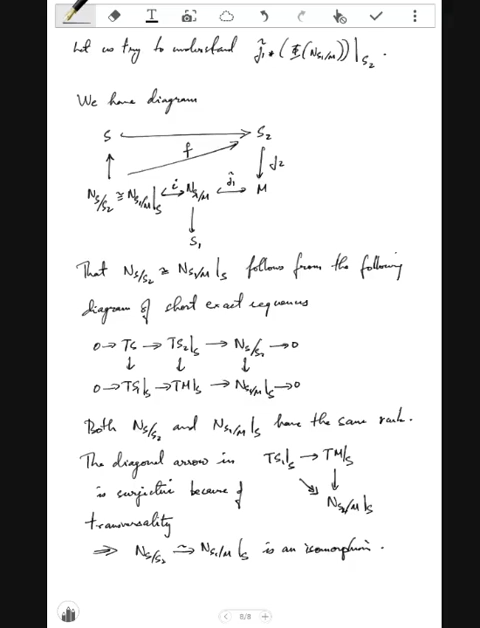 Let us try to understand j̃₁* ( Φ(N_{S₁/M}) ) |_{S₂} .
We have diagram
S → S₂
f
j₂
N_{S/S₂} ≅ N_{S₁/M}|_S i N_{S₁/M} j̃₁ M
S₁
That N_{S/S₂} ≅ N_{S₁/M}|_S follows from the following
diagram of short exact sequences
0 → TS → TS₂|_S → N_{S/S₂} → 0
↓ ↓ ↓
0 → TS₁|_S → TM|_S → N_{S₁/M}|_S → 0
Both N_{S/S₂} and N_{S₁/M}|_S have the same rank.
The diagonal arrow in TS₁|_S → TM|_S
is surjective because of N_{S₂/M}|_S
transversality
⇒ N_{S/S₂} ≅ N_{S₁/M}|_S is an isomorphism.
8/8